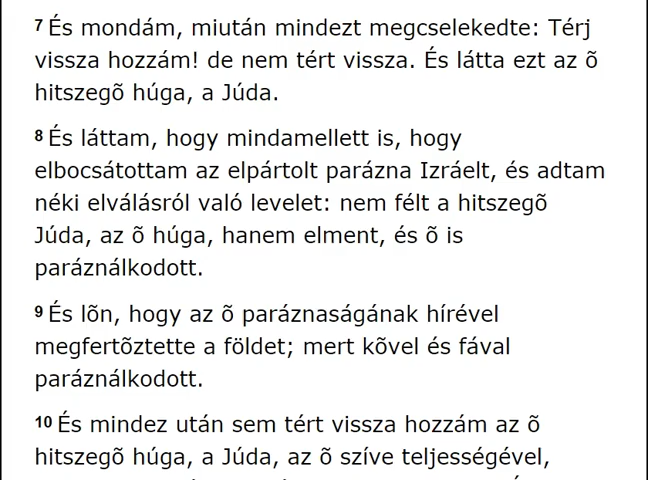 7 És mondám, miután mindezt megcselekedte: Térj
vissza hozzám! de nem tért vissza. És látta ezt az õ
hitszegõ húga, a Júda.
8 És láttam, hogy mindamellett is, hogy
elbocsátottam az elpártolt parázna Izráelt, és adtam
néki elválásról való levelet: nem félt a hitszegõ
Júda, az õ húga, hanem elment, és õ is
paráználkodott.
9 És lõn, hogy az õ paráznaságának hírével
megfertõztette a földet; mert kõvel és fával
paráználkodott.
10 És mindez után sem tért vissza hozzám az õ
hitszegõ húga, a Júda, az õ szíve teljességével,